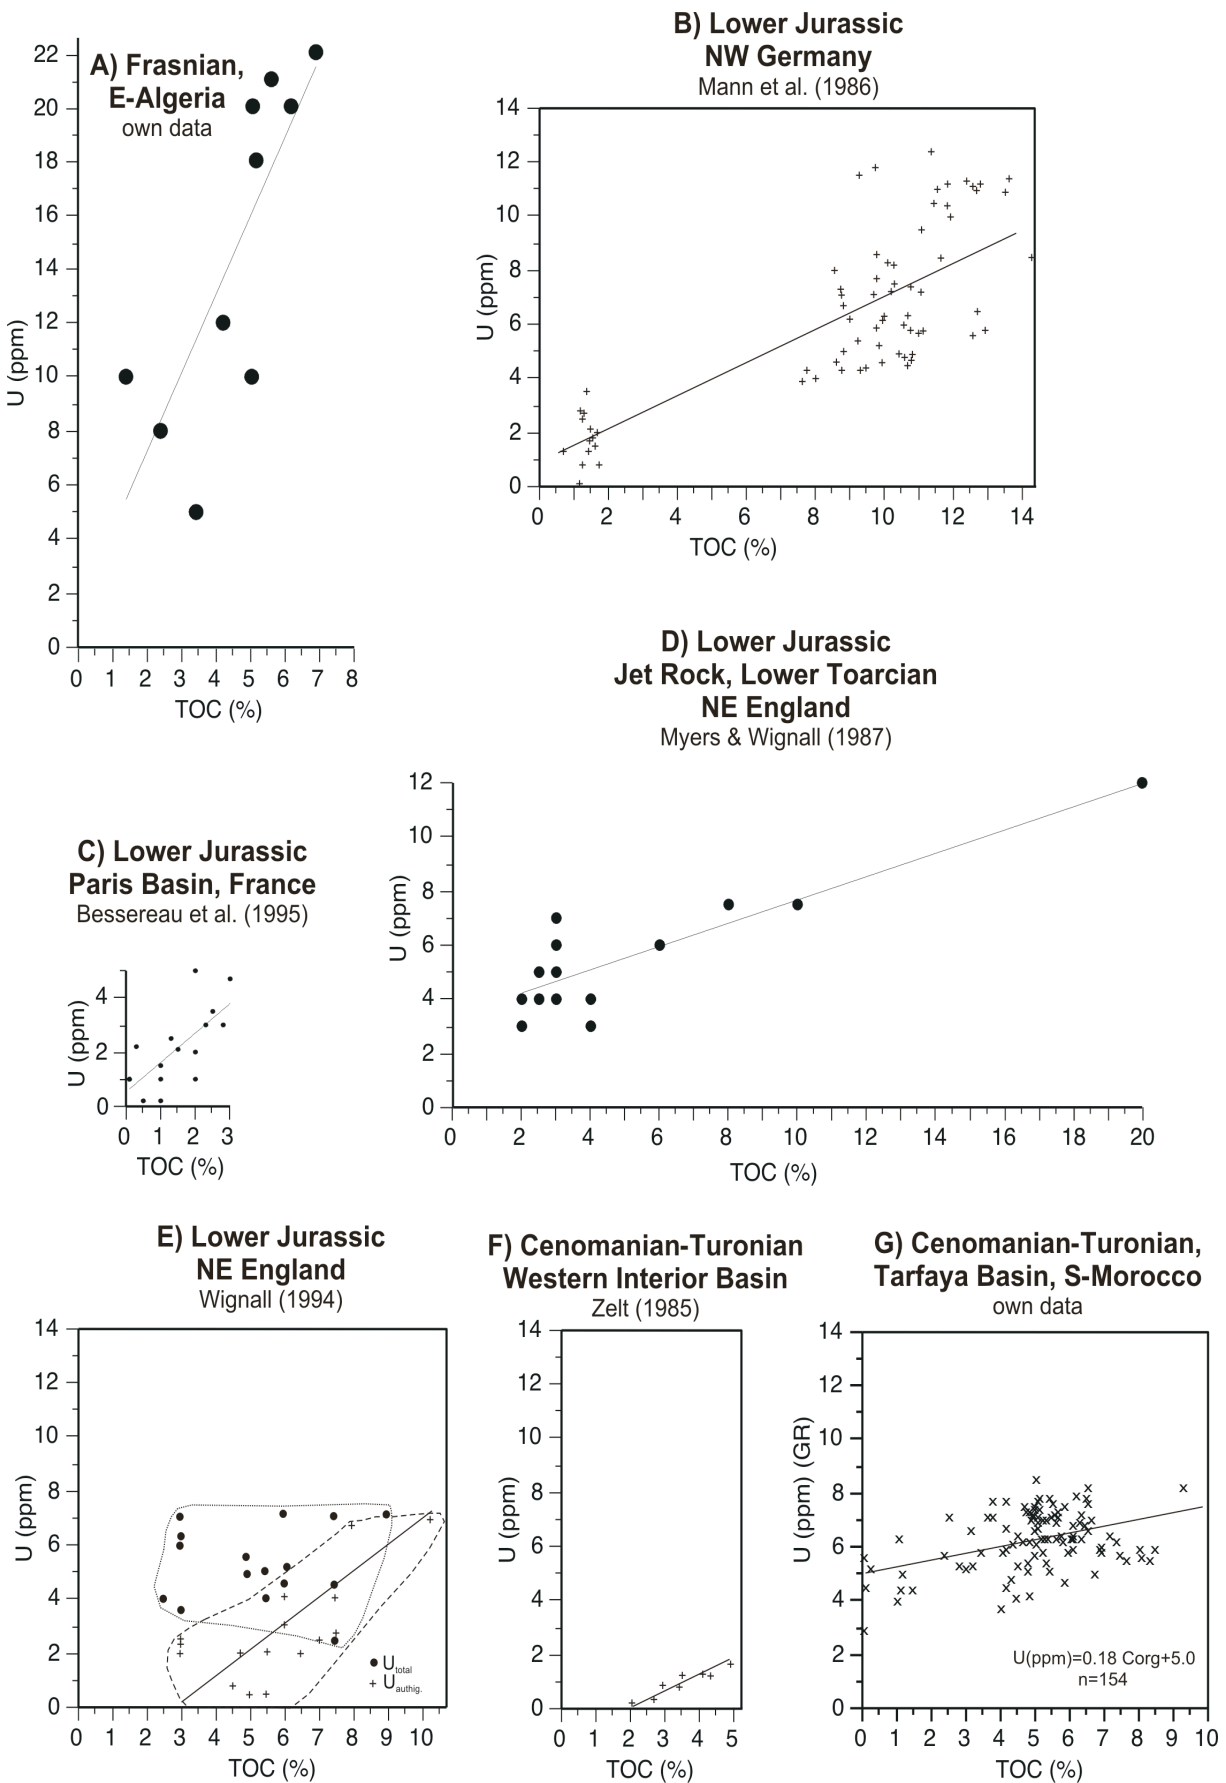 A) Frasnian,
E-Algeria
own data
22
20
18
16
14
12
10
8
6
4
2
0
U (ppm)
0 1 2 3 4 5 6 7 8
TOC (%)
B) Lower Jurassic
NW Germany
Mann et al. (1986)
14
12
10
8
6
4
2
0
U (ppm)
0 2 4 6 8 10 12 14
TOC (%)
C) Lower Jurassic
Paris Basin, France
Bessereau et al. (1995)
4
2
0
U (ppm)
0 1 2 3
TOC (%)
D) Lower Jurassic
Jet Rock, Lower Toarcian
NE England
Myers & Wignall (1987)
12
10
8
6
4
2
0
U (ppm)
0 2 4 6 8 10 12 14 16 18 20
TOC (%)
E) Lower Jurassic
NE England
Wignall (1994)
14
12
10
8
6
4
2
0
U (ppm)
Utotal
Uauthig.
0 1 2 3 4 5 6 7 8 9 10
TOC (%)
F) Cenomanian-Turonian
Western Interior Basin
Zelt (1985)
14
12
10
8
6
4
2
0
U (ppm)
0 1 2 3 4 5
TOC (%)
G) Cenomanian-Turonian,
Tarfaya Basin, S-Morocco
own data
14
12
10
8
6
4
2
0
U (ppm) (GR)
U(ppm)=0.18 Corg+5.0
n=154
0 1 2 3 4 5 6 7 8 9 10
TOC (%)